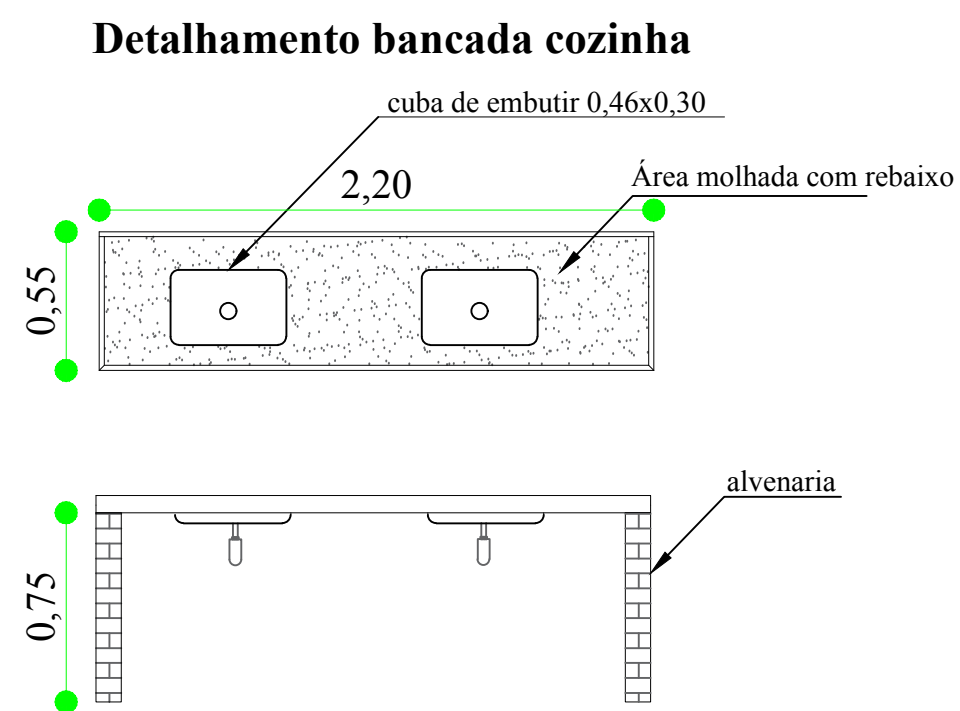 Detalhamento bancada cozinha
cuba de embutir 0,46x0,30
2,20
Área molhada com rebaixo
0,55
alvenaria
0,75